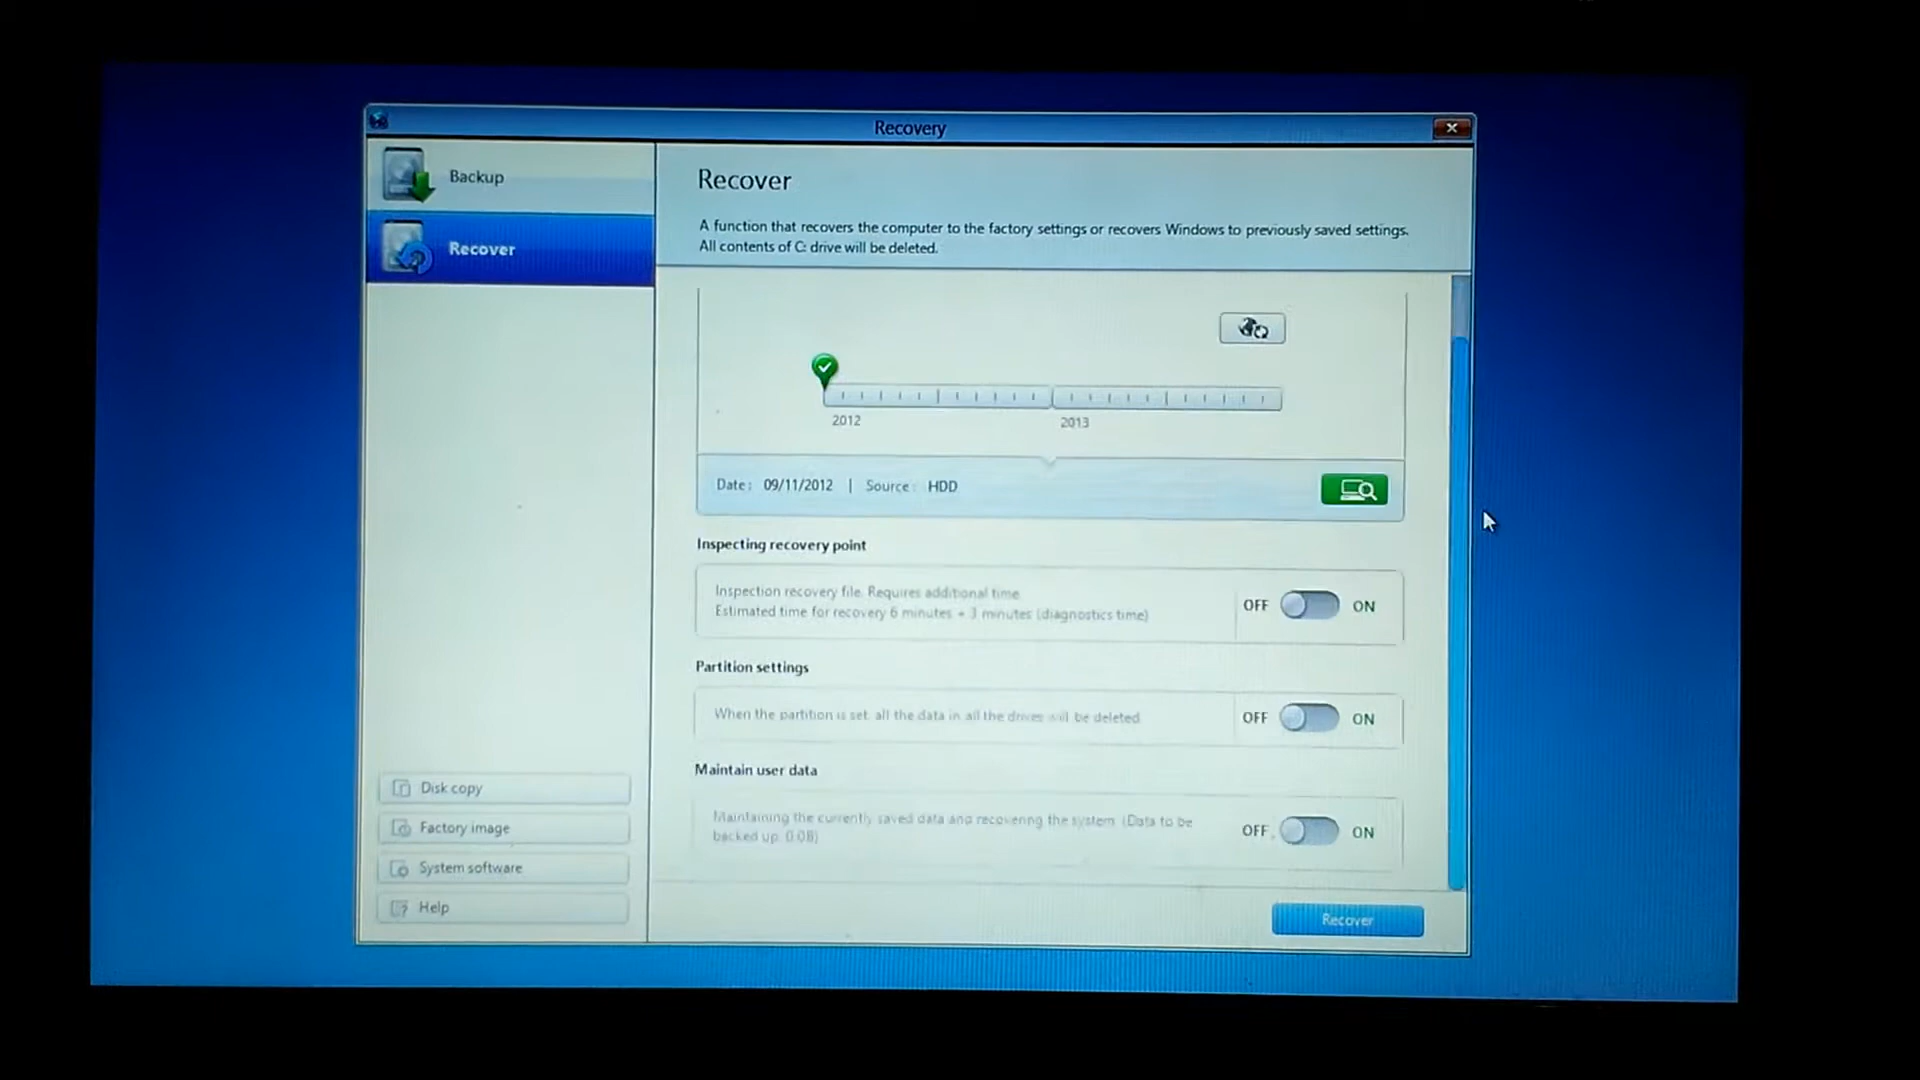 Recovery
Backup
Recover
Recover
A function that recovers the computer to the factory settings or recovers Windows to previously saved settings.
All contents of C: drive will be deleted.
2012
2013
Date : 09/11/2012 | Source : HDD
Inspecting recovery point
Inspection recovery file. Requires additional time.
Estimated time for recovery 6 minutes + 3 minutes (diagnostics time)
OFF ON
Partition settings
When the partition is set, all the data in all the drives will be deleted.
OFF ON
Maintain user data
Maintaining the currently saved data and recovering the system. (Data to be
backed up: 0.0B)
OFF ON
Disk copy
Factory image
System software
Help
Recover